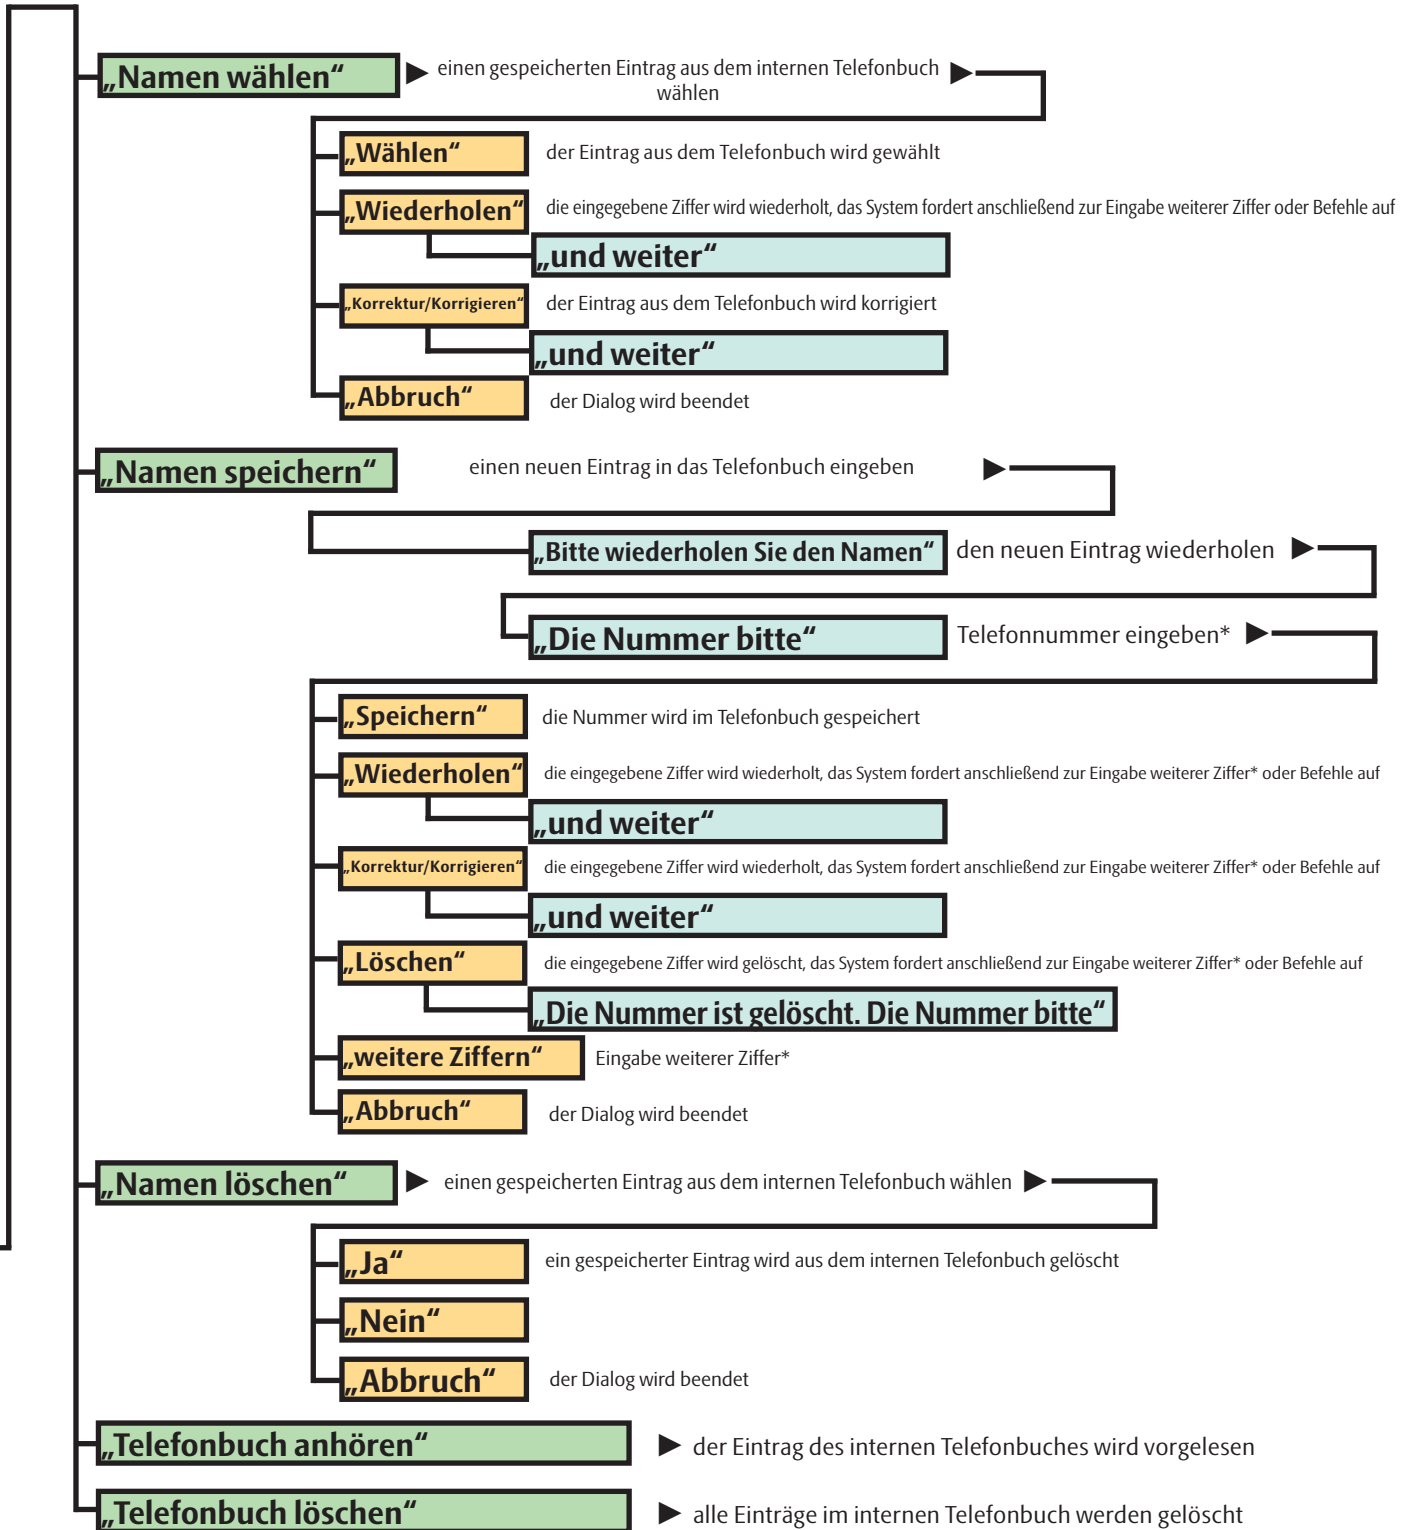 „Namen wählen“ einen gespeicherten Eintrag aus dem internen Telefonbuch
wählen
„Wählen“ der Eintrag aus dem Telefonbuch wird gewählt
„Wiederholen“ die eingegebene Ziffer wird wiederholt, das System fordert anschließend zur Eingabe weiterer Ziffer oder Befehle auf
„und weiter“
„Korrektur/Korrigieren“ der Eintrag aus dem Telefonbuch wird korrigiert
„und weiter“
„Abbruch“ der Dialog wird beendet
„Namen speichern“ einen neuen Eintrag in das Telefonbuch eingeben
„Bitte wiederholen Sie den Namen“ den neuen Eintrag wiederholen
„Die Nummer bitte“ Telefonnummer eingeben*
„Speichern“ die Nummer wird im Telefonbuch gespeichert
„Wiederholen“ die eingegebene Ziffer wird wiederholt, das System fordert anschließend zur Eingabe weiterer Ziffer* oder Befehle auf
„und weiter“
„Korrektur/Korrigieren“ die eingegebene Ziffer wird wiederholt, das System fordert anschließend zur Eingabe weiterer Ziffer* oder Befehle auf
„und weiter“
„Löschen“ die eingegebene Ziffer wird gelöscht, das System fordert anschließend zur Eingabe weiterer Ziffer* oder Befehle auf
„Die Nummer ist gelöscht. Die Nummer bitte“
„weitere Ziffern“ Eingabe weiterer Ziffer*
„Abbruch“ der Dialog wird beendet
„Namen löschen“ einen gespeicherten Eintrag aus dem internen Telefonbuch wählen
„Ja“ ein gespeicherter Eintrag wird aus dem internen Telefonbuch gelöscht
„Nein“
„Abbruch“ der Dialog wird beendet
„Telefonbuch anhören“ der Eintrag des internen Telefonbuches wird vorgelesen
„Telefonbuch löschen“ alle Einträge im internen Telefonbuch werden gelöscht